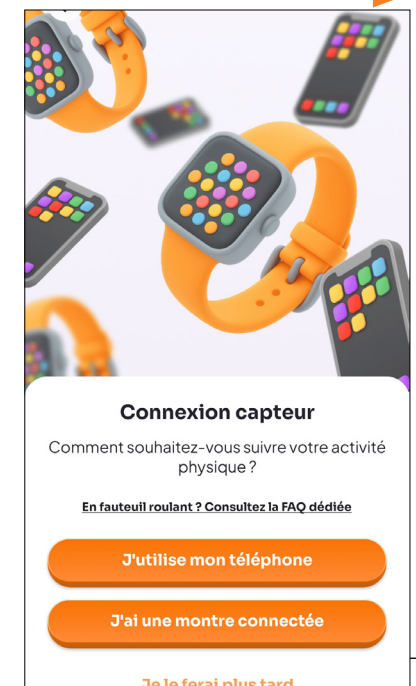 Connexion capteur
Comment souhaitez-vous suivre votre activité
physique ?
En fauteuil roulant ? Consultez la FAQ dédiée
J'utilise mon téléphone
J'ai une montre connectée
Je le ferai plus tard